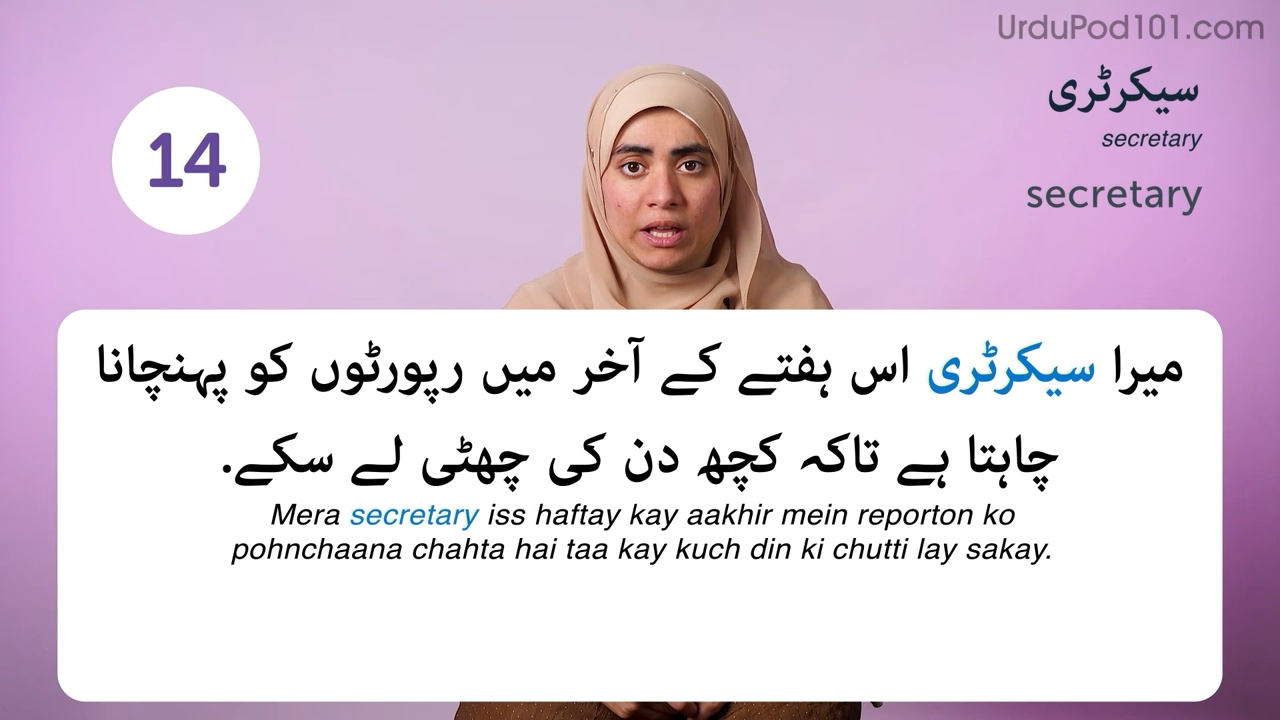 UrduPod101.com
14
سیکرٹری
secretary
secretary
میرا سیکرٹری اس ہفتے کے آخر میں رپورٹوں کو پہنچانا
چاہتا ہے تاکہ کچھ دن کی چھٹی لے سکے.
Mera secretary iss haftay kay aakhir mein reporton ko
pohnchaana chahta hai taa kay kuch din ki chutti lay sakay.